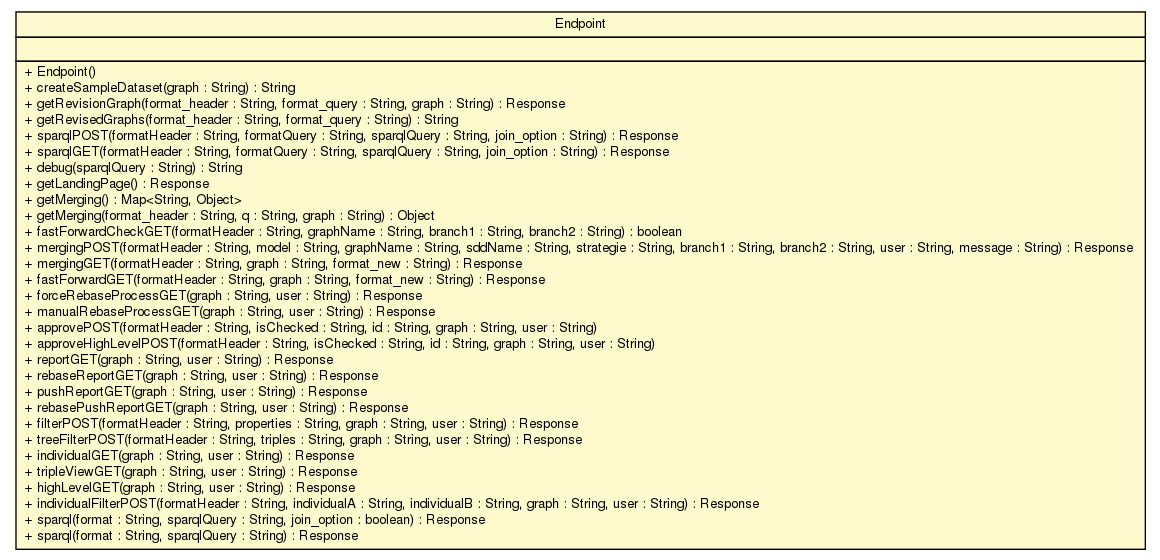 Endpoint
+ Endpoint()
+ createSampleDataset(graph : String) : String
+ getRevisionGraph(format_header : String, format_query : String, graph : String) : Response
+ getRevisedGraphs(format_header : String, format_query : String) : String
+ sparqlPOST(formatHeader : String, formatQuery : String, sparqlQuery : String, join_option : String) : Response
+ sparqlGET(formatHeader : String, formatQuery : String, sparqlQuery : String, join_option : String) : Response
+ debug(sparqlQuery : String) : String
+ getLandingPage() : Response
+ getMerging() : Map<String, Object>
+ getMerging(format_header : String, q : String, graph : String) : Object
+ fastForwardCheckGET(formatHeader : String, graphName : String, branch1 : String, branch2 : String) : boolean
+ mergingPOST(formatHeader : String, model : String, graphName : String, sddName : String, strategie : String, branch1 : String, branch2 : String, user : String, message : String) : Response
+ mergingGET(formatHeader : String, graph : String, format_new : String) : Response
+ fastForwardGET(formatHeader : String, graph : String, format_new : String) : Response
+ forceRebaseProcessGET(graph : String, user : String) : Response
+ manualRebaseProcessGET(graph : String, user : String) : Response
+ approvePOST(formatHeader : String, isChecked : String, id : String, graph : String, user : String)
+ approveHighLevelPOST(formatHeader : String, isChecked : String, id : String, graph : String, user : String)
+ reportGET(graph : String, user : String) : Response
+ rebaseReportGET(graph : String, user : String) : Response
+ pushReportGET(graph : String, user : String) : Response
+ rebasePushReportGET(graph : String, user : String) : Response
+ filterPOST(formatHeader : String, properties : String, graph : String, user : String) : Response
+ treeFilterPOST(formatHeader : String, triples : String, graph : String, user : String) : Response
+ individualGET(graph : String, user : String) : Response
+ tripleViewGET(graph : String, user : String) : Response
+ highLevelGET(graph : String, user : String) : Response
+ individualFilterPOST(formatHeader : String, individualA : String, individualB : String, graph : String, user : String) : Response
+ sparql(format : String, sparqlQuery : String, join_option : boolean) : Response
+ sparql(format : String, sparqlQuery : String) : Response